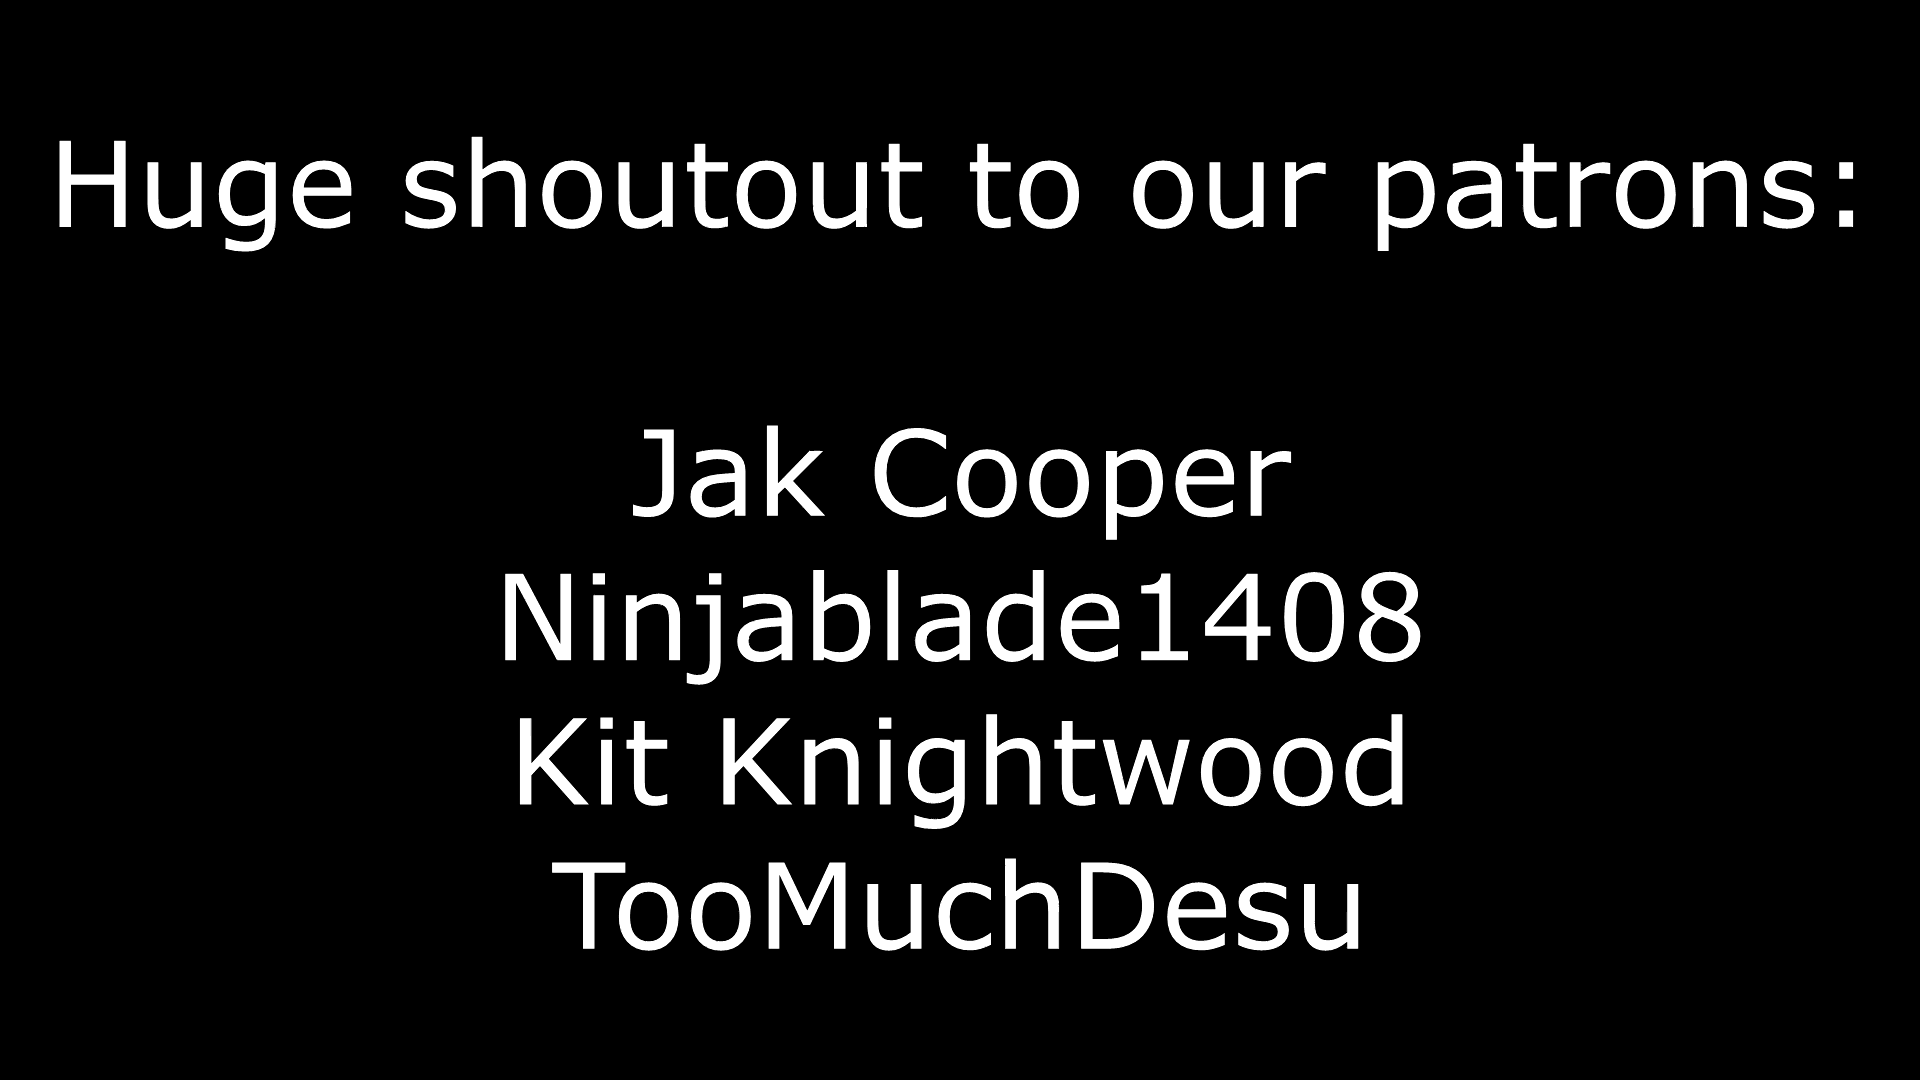 Huge shoutout to our patrons:
Jak Cooper
Ninjablade1408
Kit Knightwood
TooMuchDesu